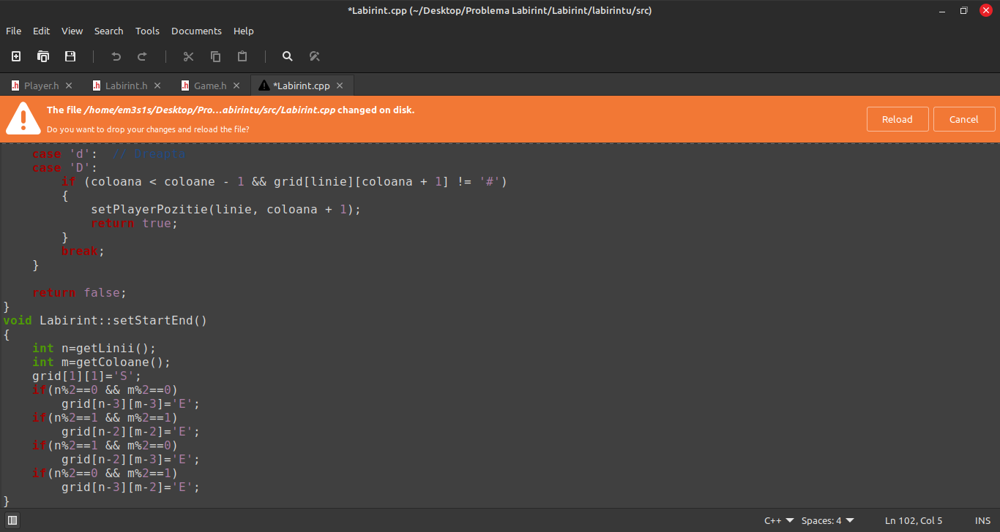 *Labirint.cpp (~/Desktop/Problema Labirint/Labirint/labirintu/src)
File Edit View Search Tools Documents Help
.h Player.h .h Labirint.h .h Game.h *Labirint.cpp
The file /home/em3s1s/Desktop/Pro...abirintu/src/Labirint.cpp changed on disk.
Do you want to drop your changes and reload the file?
Reload Cancel
    case 'd':  // Dreapta
    case 'D':
        if (coloana < coloane - 1 && grid[linie][coloana + 1] != '#')
        {
            setPlayerPozitie(linie, coloana + 1);
            return true;
        }
        break;
    }
    return false;
}
void Labirint::setStartEnd()
{
    int n=getLinii();
    int m=getColoane();
    grid[1][1]='S';
    if(n%2==0 && m%2==0)
        grid[n-3][m-3]='E';
    if(n%2==1 && m%2==1)
        grid[n-2][m-2]='E';
    if(n%2==1 && m%2==0)
        grid[n-2][m-3]='E';
    if(n%2==0 && m%2==1)
        grid[n-3][m-2]='E';
}
C++ Spaces: 4 Ln 102, Col 5 INS